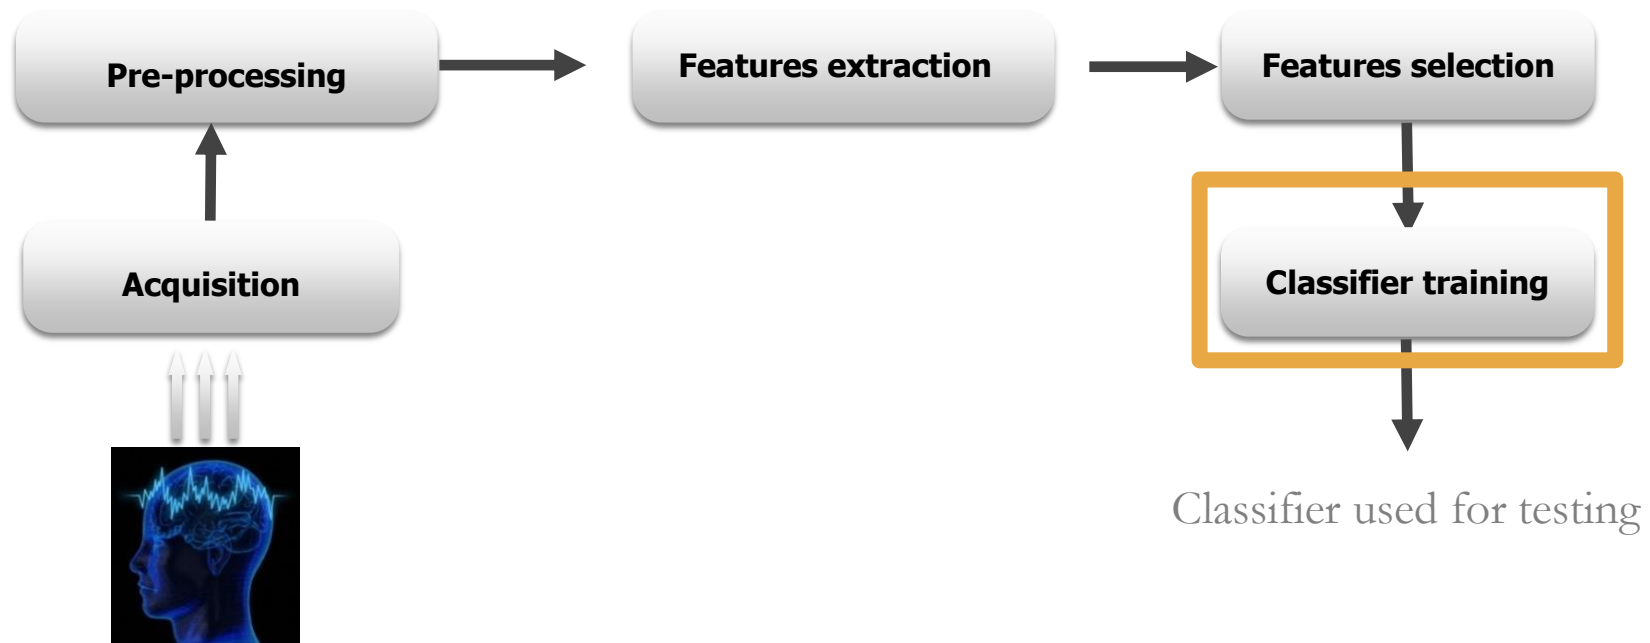 Pre-processing
Features extraction
Features selection
Acquisition
Classifier training
Classifier used for testing